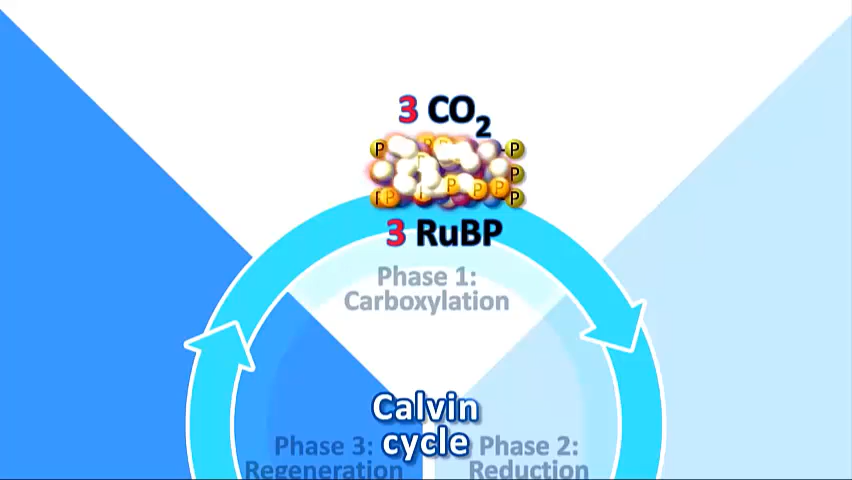 3 CO₂
P P P P P P P P P
3 RuBP
Phase 1:
Carboxylation
Calvin
cycle
Phase 3:
Regeneration
Phase 2:
Reduction